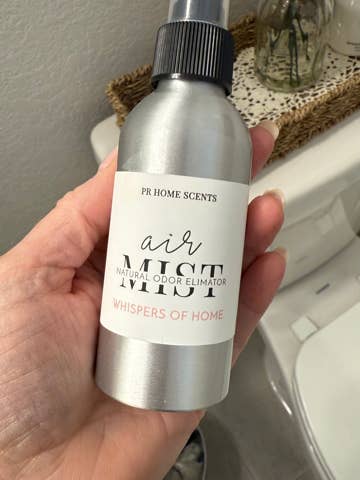 PR HOME SCENTS
air
MIST
NATURAL ODOR ELIMATOR
WHISPERS OF HOME